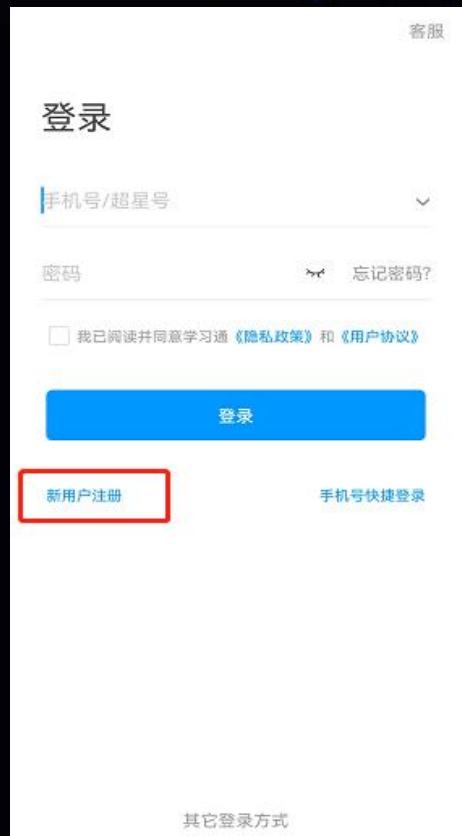 客服
登录
手机号/超星号
密码 忘记密码?
我已阅读并同意学习通《隐私政策》和《用户协议》
登录
新用户注册 手机号快捷登录
其它登录方式